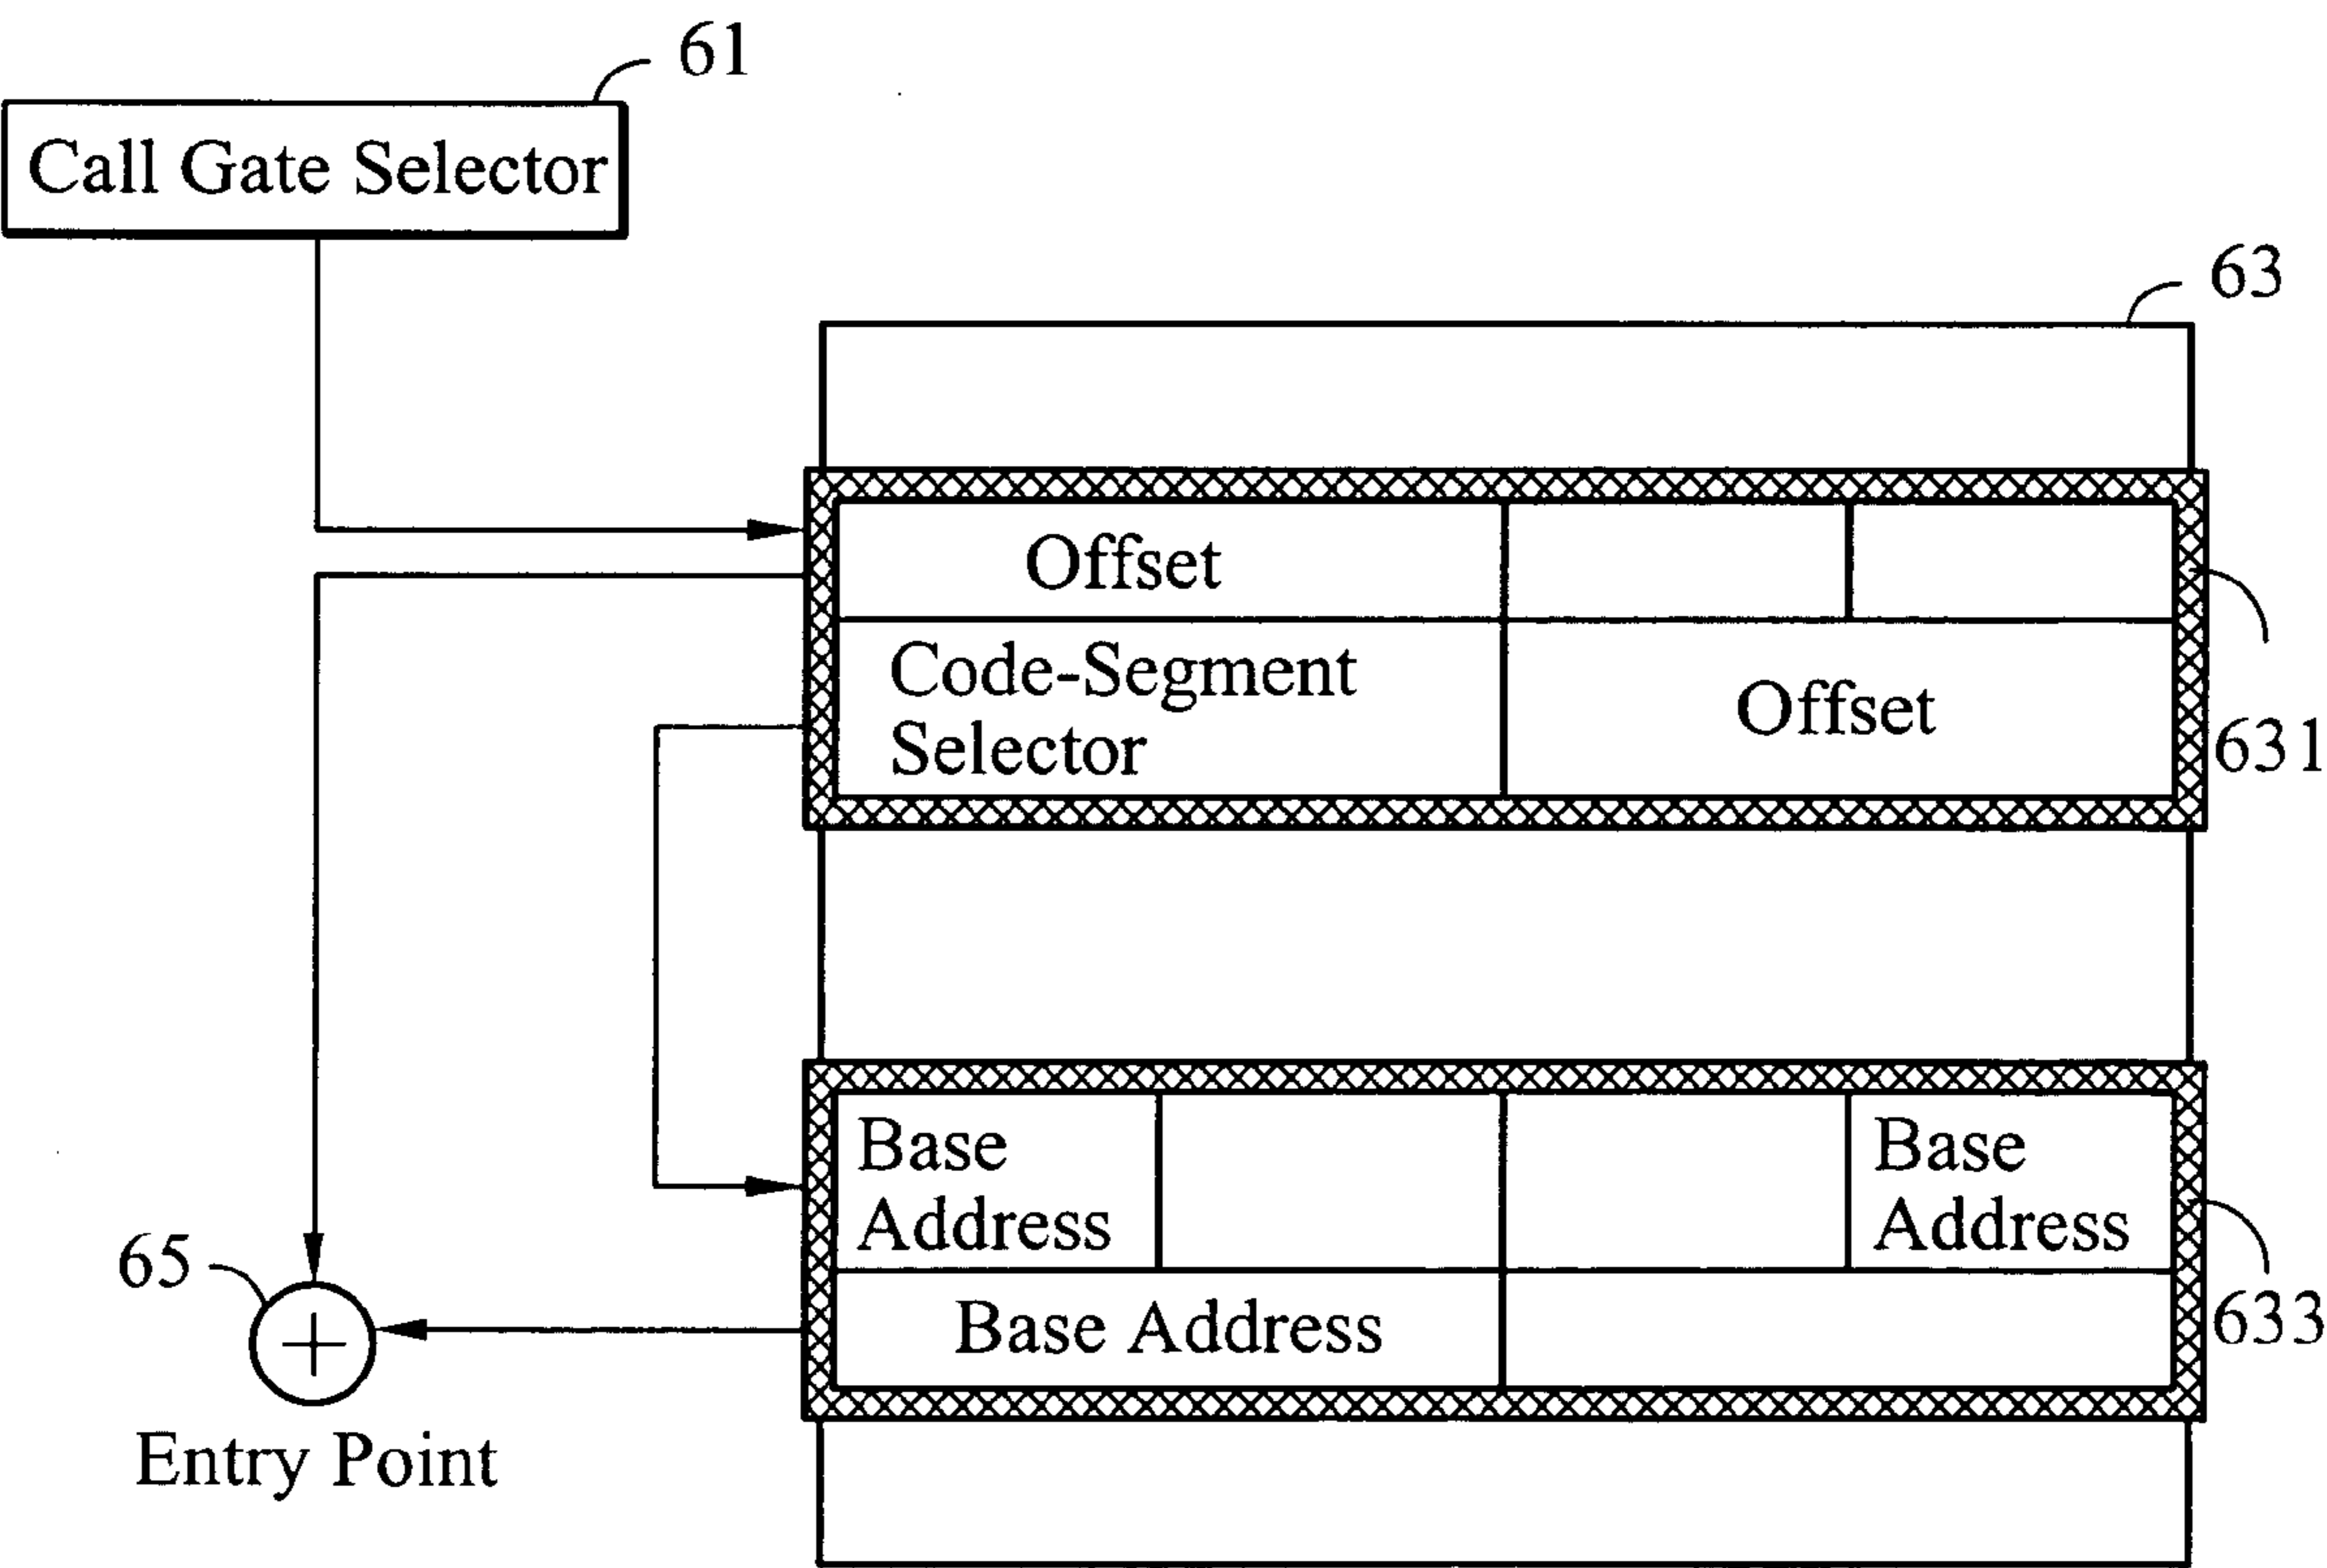 61
Call Gate Selector
63
Offset
Code-Segment
Selector
Offset
631
Base
Address
Base
Address
65
Base Address
633
Entry Point